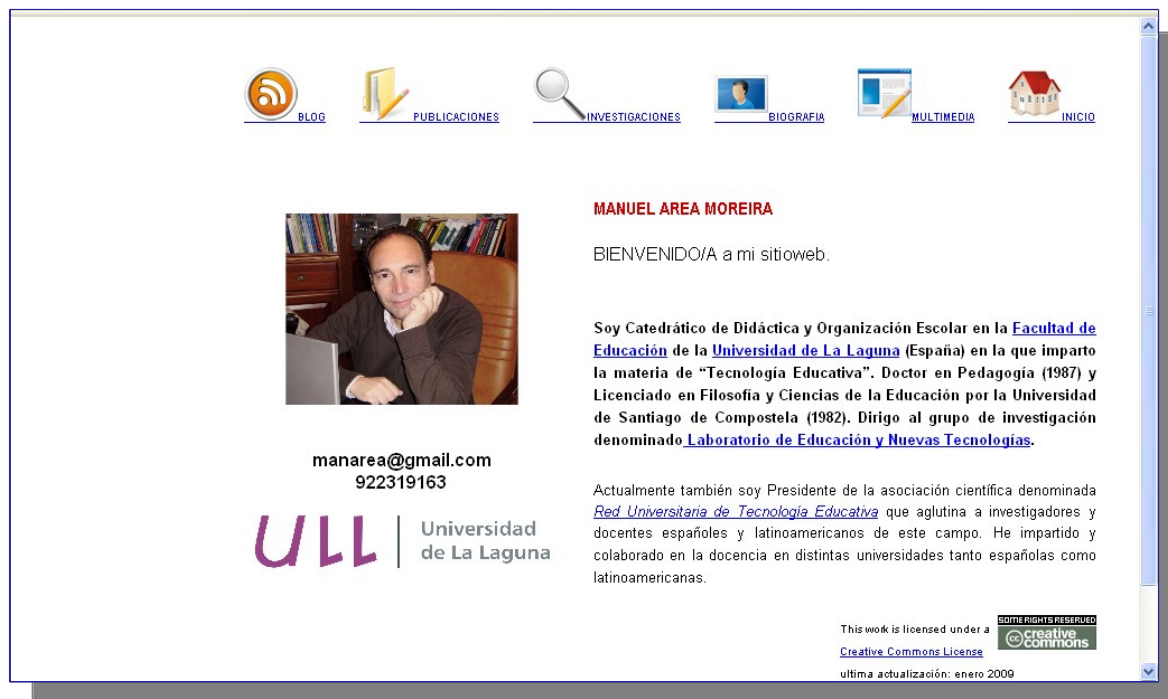 BLOG PUBLICACIONES INVESTIGACIONES BIOGRAFIA MULTIMEDIA INICIO
MANUEL AREA MOREIRA
BIENVENIDO/A a mi sitioweb.
Soy Catedrático de Didáctica y Organización Escolar en la Facultad de
Educación de la Universidad de La Laguna (España) en la que imparto
la materia de “Tecnología Educativa”. Doctor en Pedagogía (1987) y
Licenciado en Filosofía y Ciencias de la Educación por la Universidad
de Santiago de Compostela (1982). Dirigo al grupo de investigación
denominado Laboratorio de Educación y Nuevas Tecnologías.
manarea@gmail.com
922319163
ULL Universidad
de La Laguna
Actualmente también soy Presidente de la asociación científica denominada
Red Universitaria de Tecnología Educativa que aglutina a investigadores y
docentes españoles y latinoamericanos de este campo. He impartido y
colaborado en la docencia en distintas universidades tanto españolas como
latinoamericanas.
This work is licensed under a
Creative Commons License
SOME RIGHTS RESERVED
cc creative
commons
ultima actualización: enero 2009